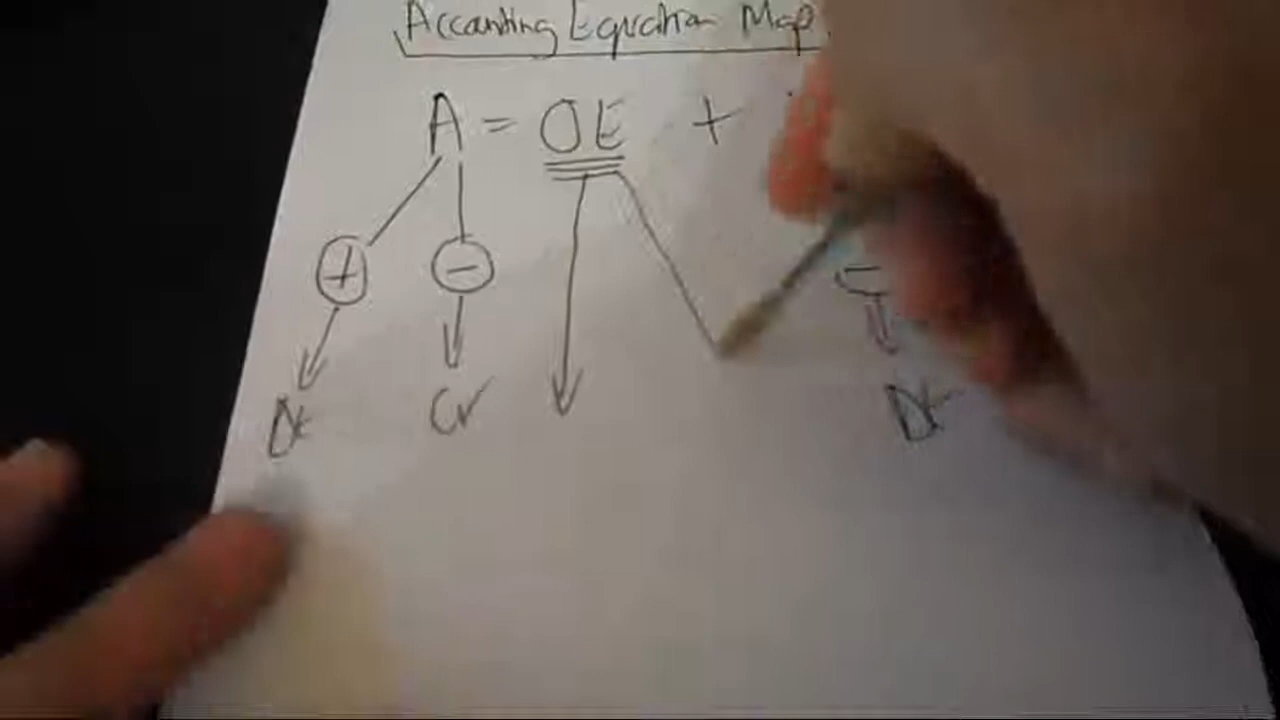 Accounting Equation Map
A = OE +
+ -
Dr Cr Dr